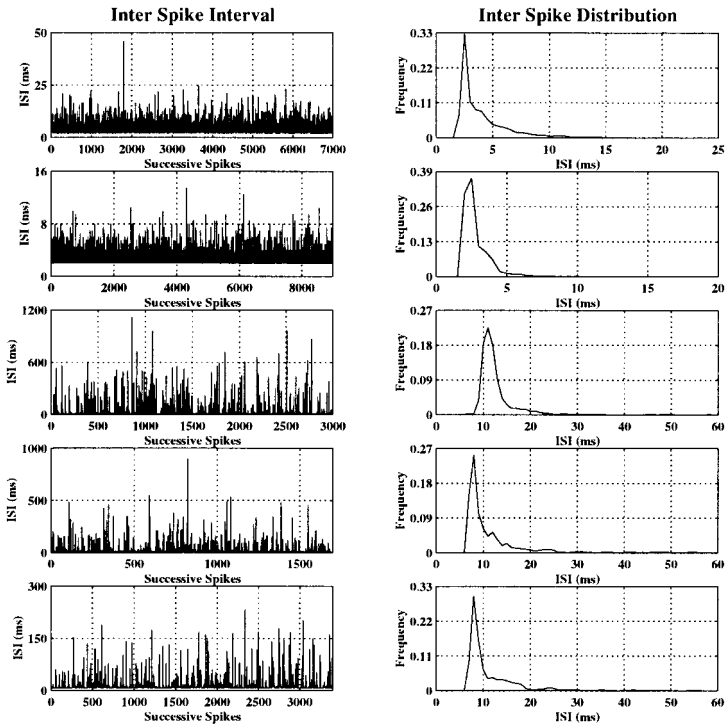 Inter Spike Interval
Inter Spike Distribution
50
25
0
ISI (ms)
0 1000 2000 3000 4000 5000 6000 7000
Successive Spikes
0.33
0.22
0.11
0
Frequency
0 5 10 15 20 25
ISI (ms)
16
8
0
ISI (ms)
0 2000 4000 6000 8000
Successive Spikes
0.39
0.26
0.13
0
Frequency
0 5 10 15 20
ISI (ms)
1200
600
0
ISI (ms)
0 500 1000 1500 2000 2500 3000
Successive Spikes
0.27
0.18
0.09
0
Frequency
0 10 20 30 40 50 60
ISI (ms)
1000
500
0
ISI (ms)
0 500 1000 1500
Successive Spikes
0.27
0.18
0.09
0
Frequency
0 10 20 30 40 50 60
ISI (ms)
300
150
0
ISI (ms)
0 500 1000 1500 2000 2500 3000
Successive Spikes
0.33
0.22
0.11
0
Frequency
0 10 20 30 40 50 60
ISI (ms)